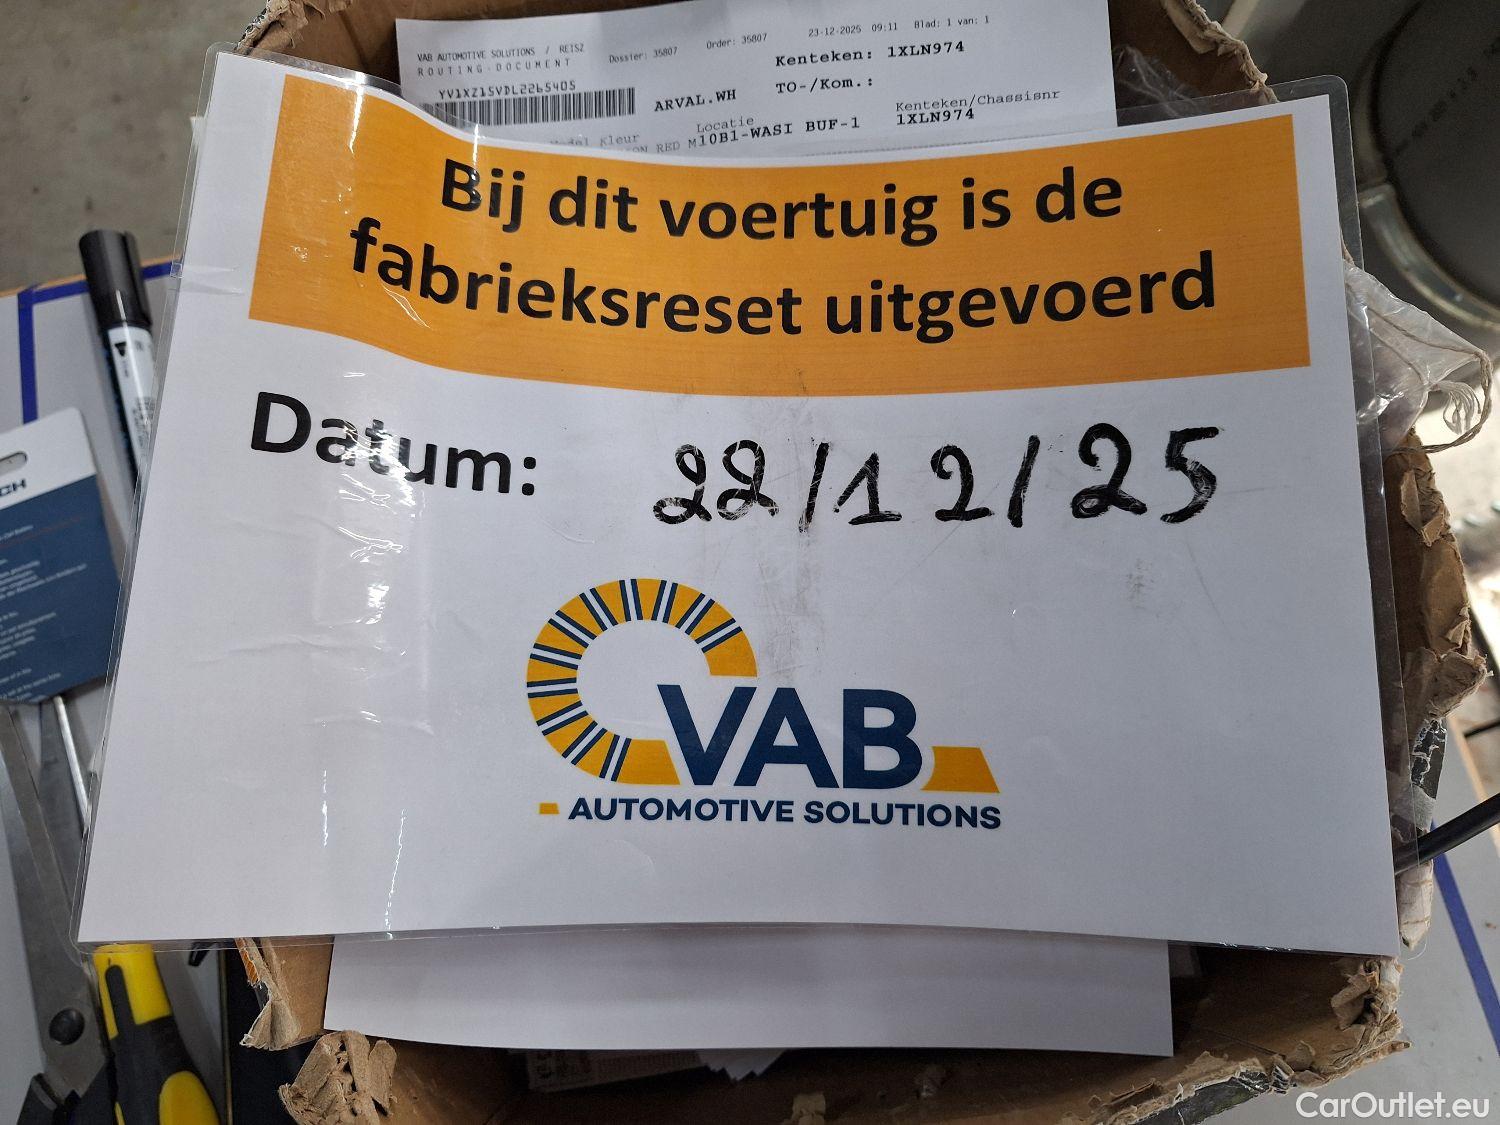 VAB AUTOMOTIVE SOLUTIONS / REISZ
Dossier: 35807
Order: 35807
23-12-2025 09:11
Blad: 1 van: 1
ROUTING-DOCUMENT
Kenteken: 1XLN974
YV1XZ15VDL2265405
ARVAL.WH
TO-/Kom.:
Kleur
Locatie
Kenteken/Chassisnr
RED M10B1-WASI BUF-1
1XLN974
Bij dit voertuig is de
fabrieksreset uitgevoerd
Datum: 22/12/25
VAB
AUTOMOTIVE SOLUTIONS
CarOutlet.eu